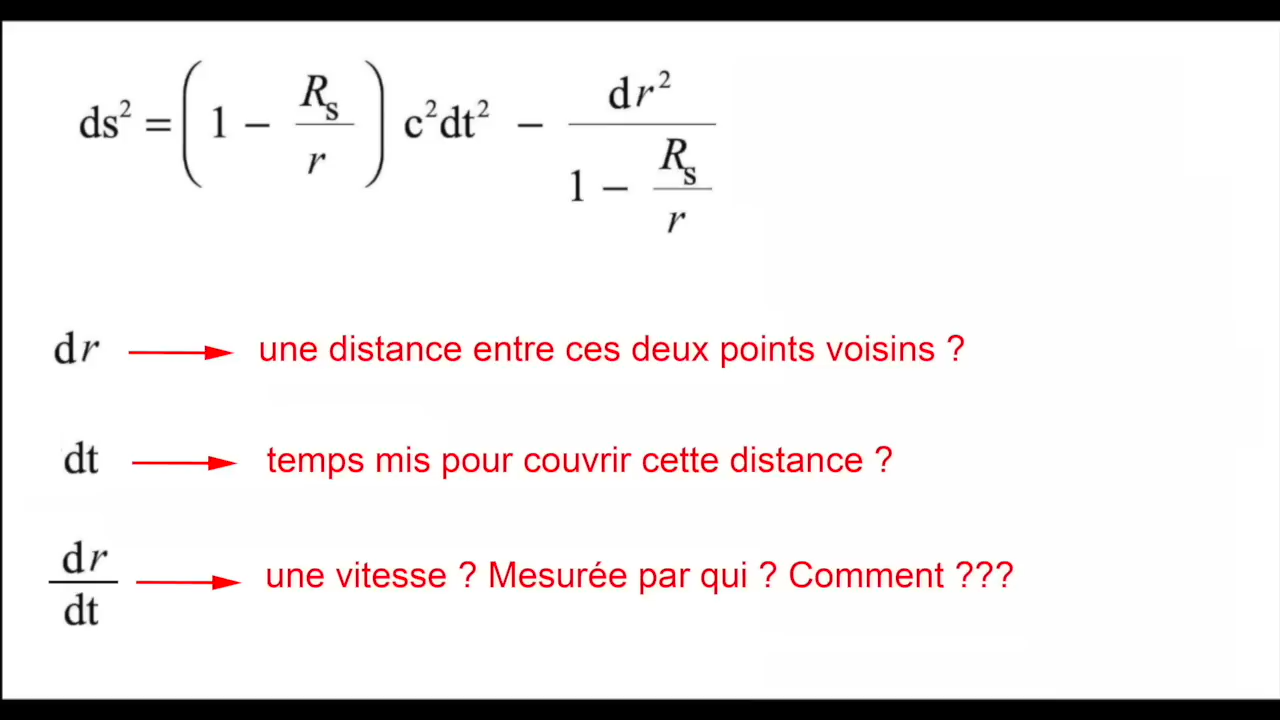 ds² = ( 1 − Rs/r ) c²dt² − dr²/(1 − Rs/r)
dr → une distance entre ces deux points voisins ?
dt → temps mis pour couvrir cette distance ?
dr/dt → une vitesse ? Mesurée par qui ? Comment ???